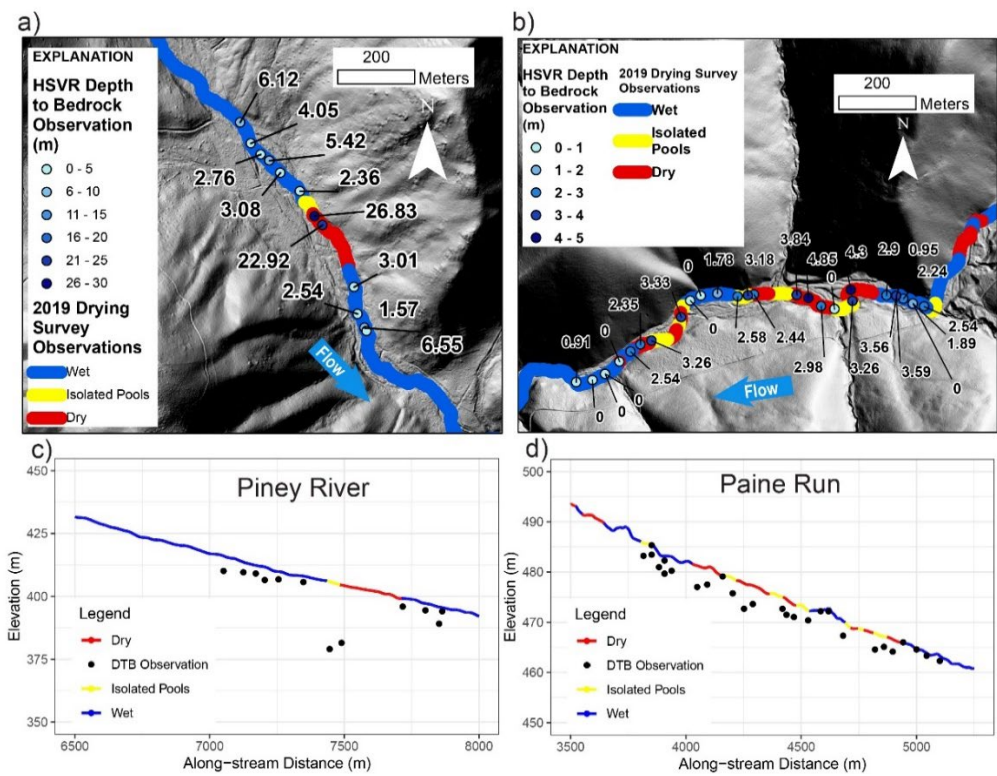 a)
EXPLANATION
HSVR Depth
to Bedrock
Observation
(m)
0 - 5
6 - 10
11 - 15
16 - 20
21 - 25
26 - 30
2019 Drying
Survey
Observations
Wet
Isolated Pools
Dry
200
Meters
N
6.12
4.05
5.42
2.76
2.36
3.08
26.83
22.92
3.01
2.54
1.57
6.55
Flow
b)
EXPLANATION
HSVR Depth
to Bedrock
Observation
(m)
0 - 1
1 - 2
2 - 3
3 - 4
4 - 5
2019 Drying Survey
Observations
Wet
Isolated
Pools
Dry
200
Meters
N
3.84
1.78
3.18
4.85
4.3
2.9
0.95
0
0
2.24
3.33
2.35
0
0.91
0
2.58
2.44
2.54
1.89
3.56
3.26
2.98
3.26
3.59
2.54
0
0
0
0
Flow
c)
Piney River
Elevation (m)
450
425
400
375
350
Legend
Dry
DTB Observation
Isolated Pools
Wet
6500
7000
7500
8000
Along-stream Distance (m)
d)
Paine Run
Elevation (m)
500
490
480
470
460
450
Legend
Dry
DTB Observation
Isolated Pools
Wet
3500
4000
4500
5000
Along-stream Distance (m)